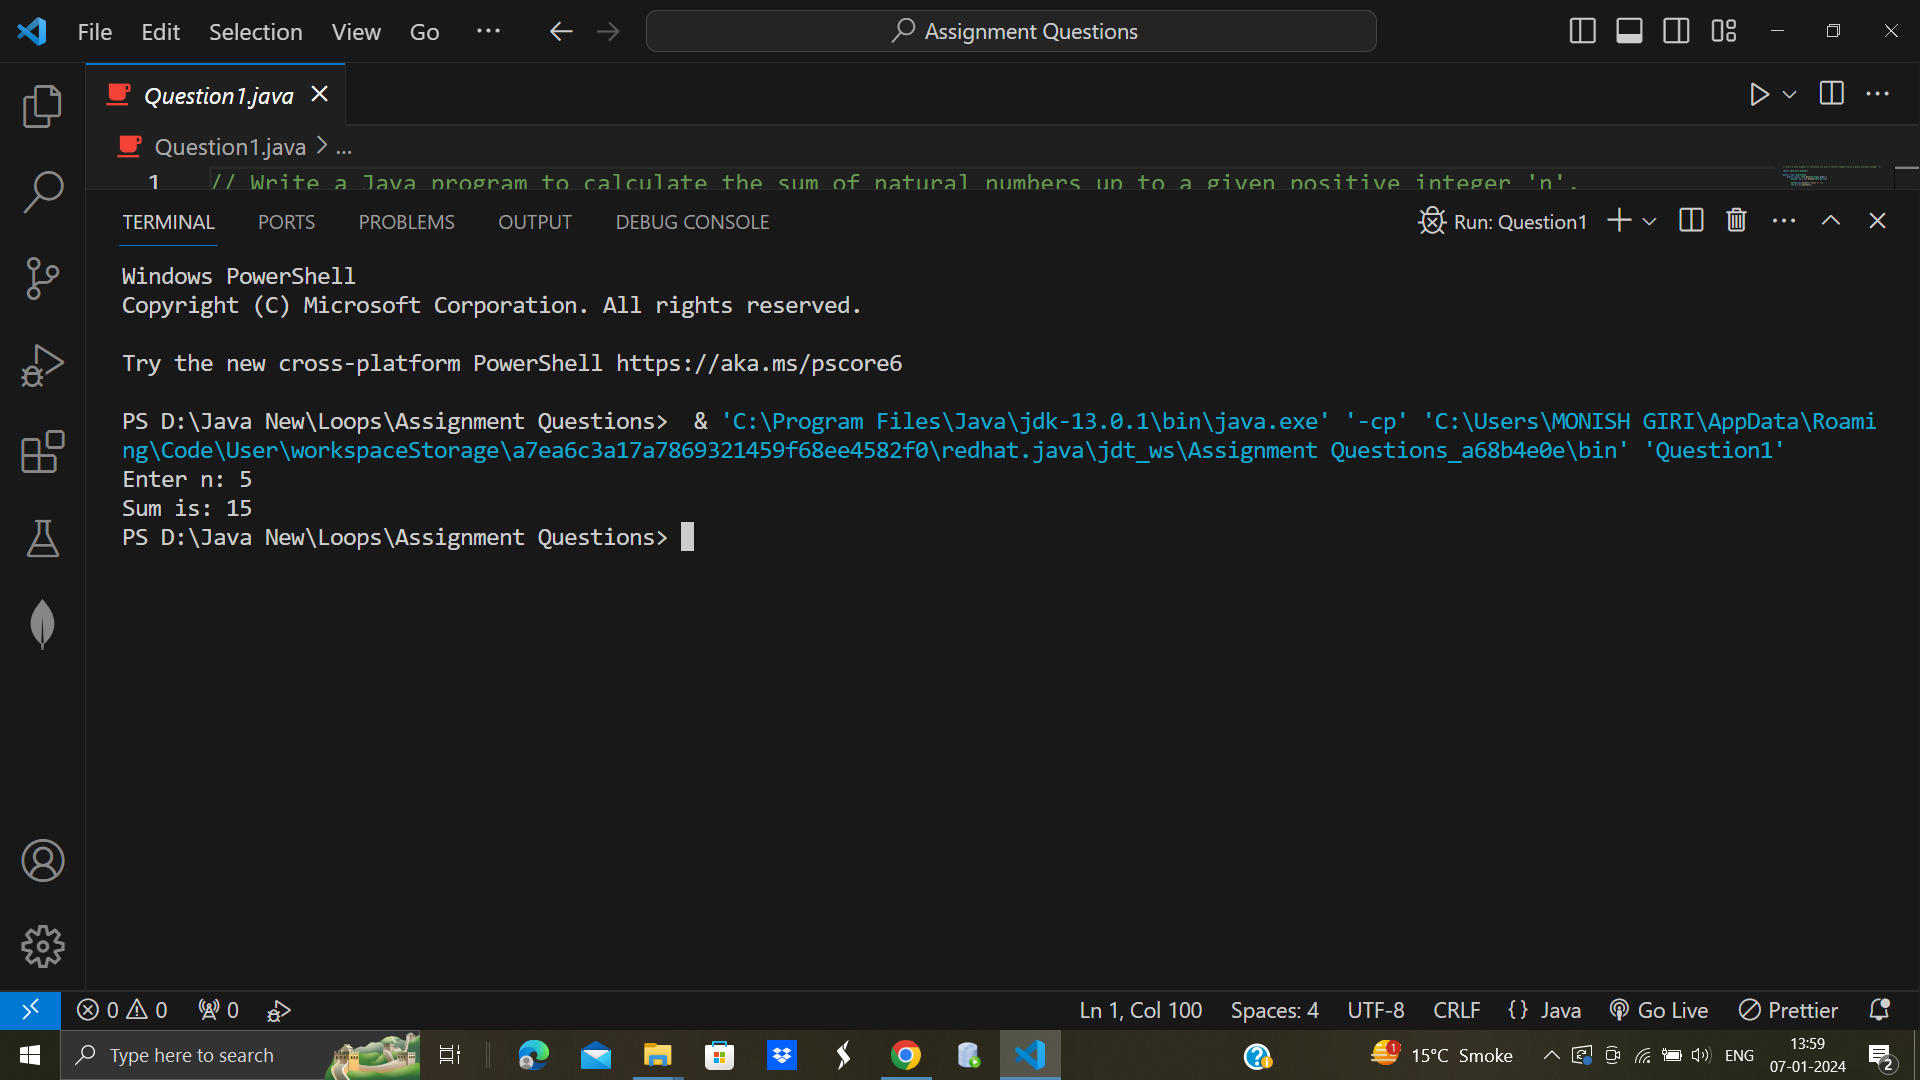 File Edit Selection View Go ··· Assignment Questions
Question1.java
Question1.java > ...
1 // Write a Java program to calculate the sum of natural numbers up to a given positive integer 'n'.
TERMINAL PORTS PROBLEMS OUTPUT DEBUG CONSOLE Run: Question1
Windows PowerShell
Copyright (C) Microsoft Corporation. All rights reserved.
Try the new cross-platform PowerShell https://aka.ms/pscore6
PS D:\Java New\Loops\Assignment Questions>  & 'C:\Program Files\Java\jdk-13.0.1\bin\java.exe' '-cp' 'C:\Users\MONISH GIRI\AppData\Roami
ng\Code\User\workspaceStorage\a7ea6c3a17a7869321459f68ee4582f0\redhat.java\jdt_ws\Assignment Questions_a68b4e0e\bin' 'Question1'
Enter n: 5
Sum is: 15
PS D:\Java New\Loops\Assignment Questions>
0 0 0 Ln 1, Col 100 Spaces: 4 UTF-8 CRLF {} Java Go Live Prettier
Type here to search 1 15°C Smoke ENG 13:59
07-01-2024 2